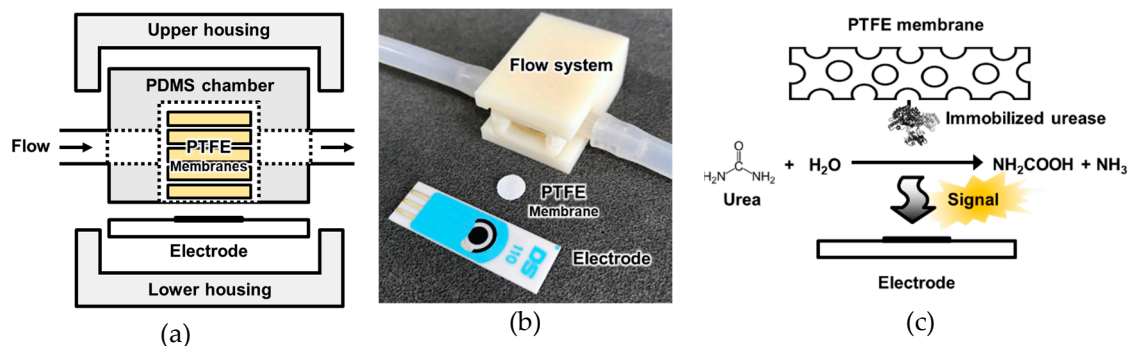 Upper housing
PDMS chamber
Flow
PTFE
Membranes
Electrode
Lower housing
(a)
Flow system
PTFE
Membrane
Electrode
DS
110
(b)
PTFE membrane
Immobilized urease
O
H₂N NH₂ + H₂O NH₂COOH + NH₃
Urea
Signal
Electrode
(c)